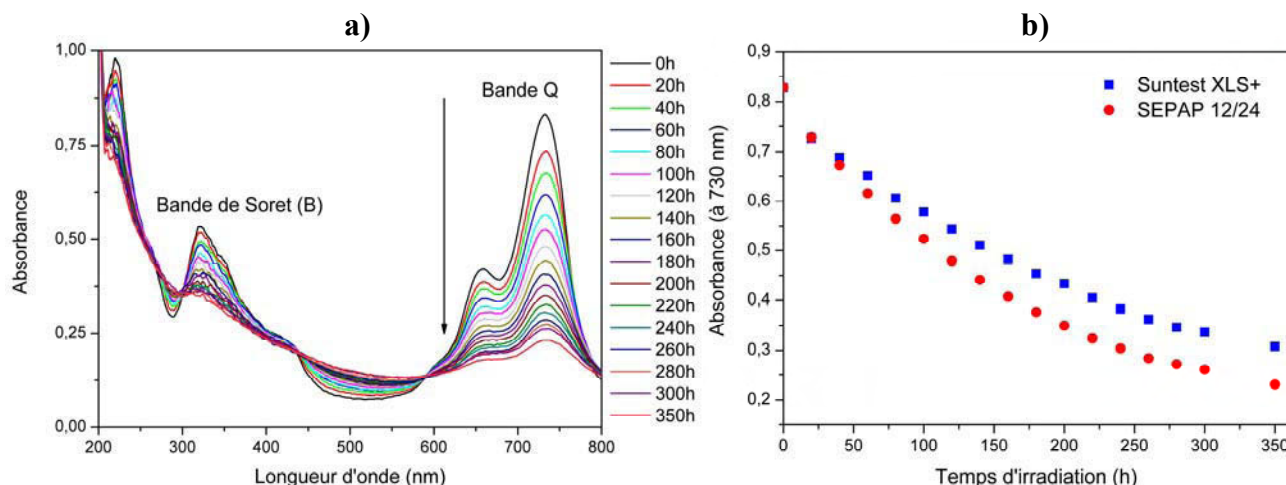 a)
Absorbance
1,00
0,75
0,50
0,25
0,00
200
300
400
500
600
700
800
Longueur d'onde (nm)
Bande de Soret (B)
Bande Q
0h
20h
40h
60h
80h
100h
120h
140h
160h
180h
200h
220h
240h
260h
280h
300h
350h
b)
Absorbance (à 730 nm)
0,9
0,8
0,7
0,6
0,5
0,4
0,3
0,2
0
50
100
150
200
250
300
350
Temps d'irradiation (h)
Suntest XLS+
SEPAP 12/24